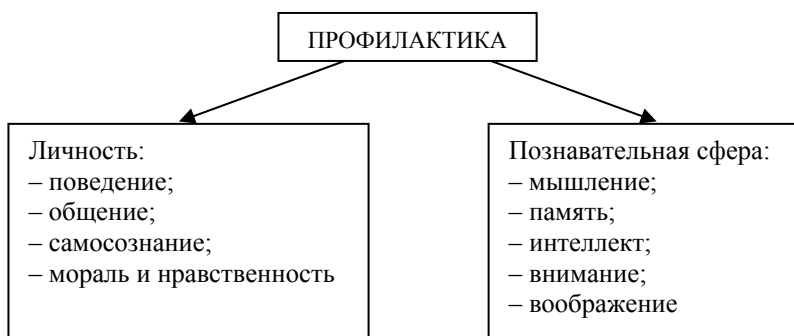 ПРОФИЛАКТИКА
Личность:
– поведение;
– общение;
– самосознание;
– мораль и нравственность
Познавательная сфера:
– мышление;
– память;
– интеллект;
– внимание;
– воображение